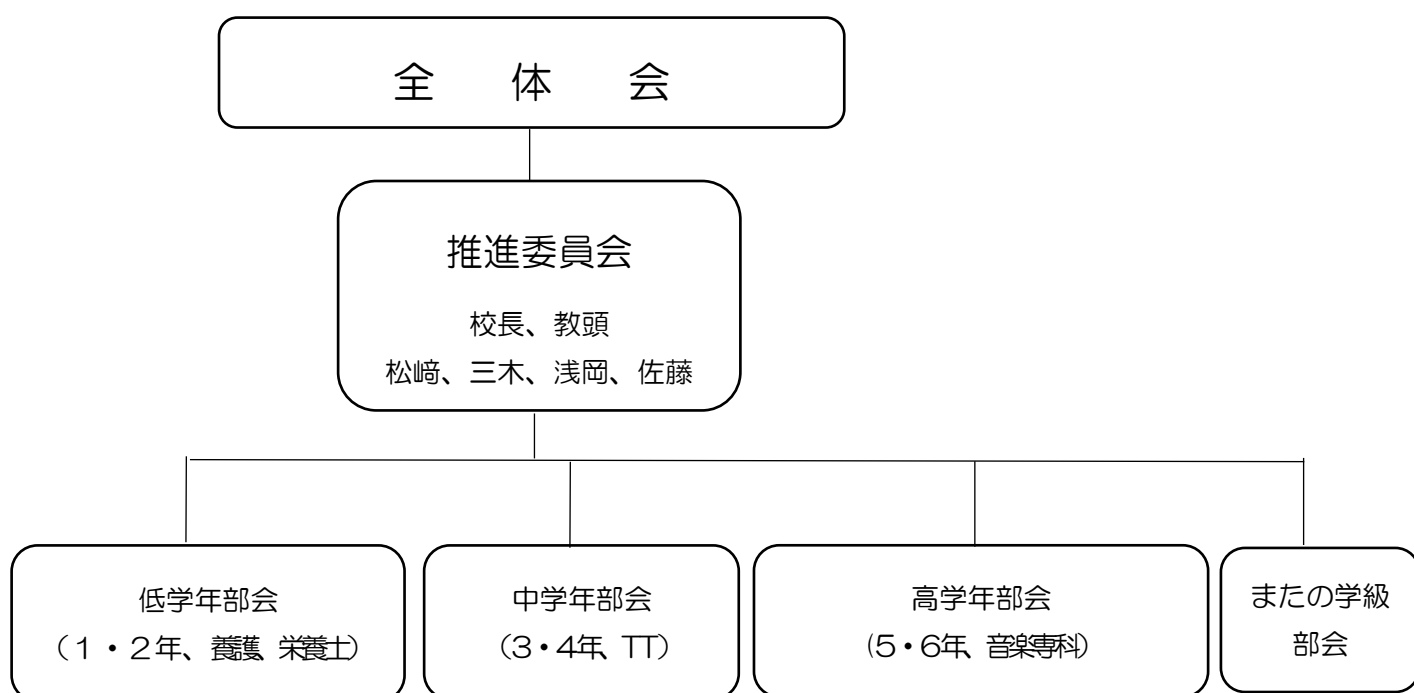 全　体　会
推進委員会
校長、教頭
松﨑、三木、浅岡、佐藤
低学年部会
（１・２年、養護、栄養士）
中学年部会
（３・４年、TT）
高学年部会
（５・６年、音楽専科）
またの学級
部会